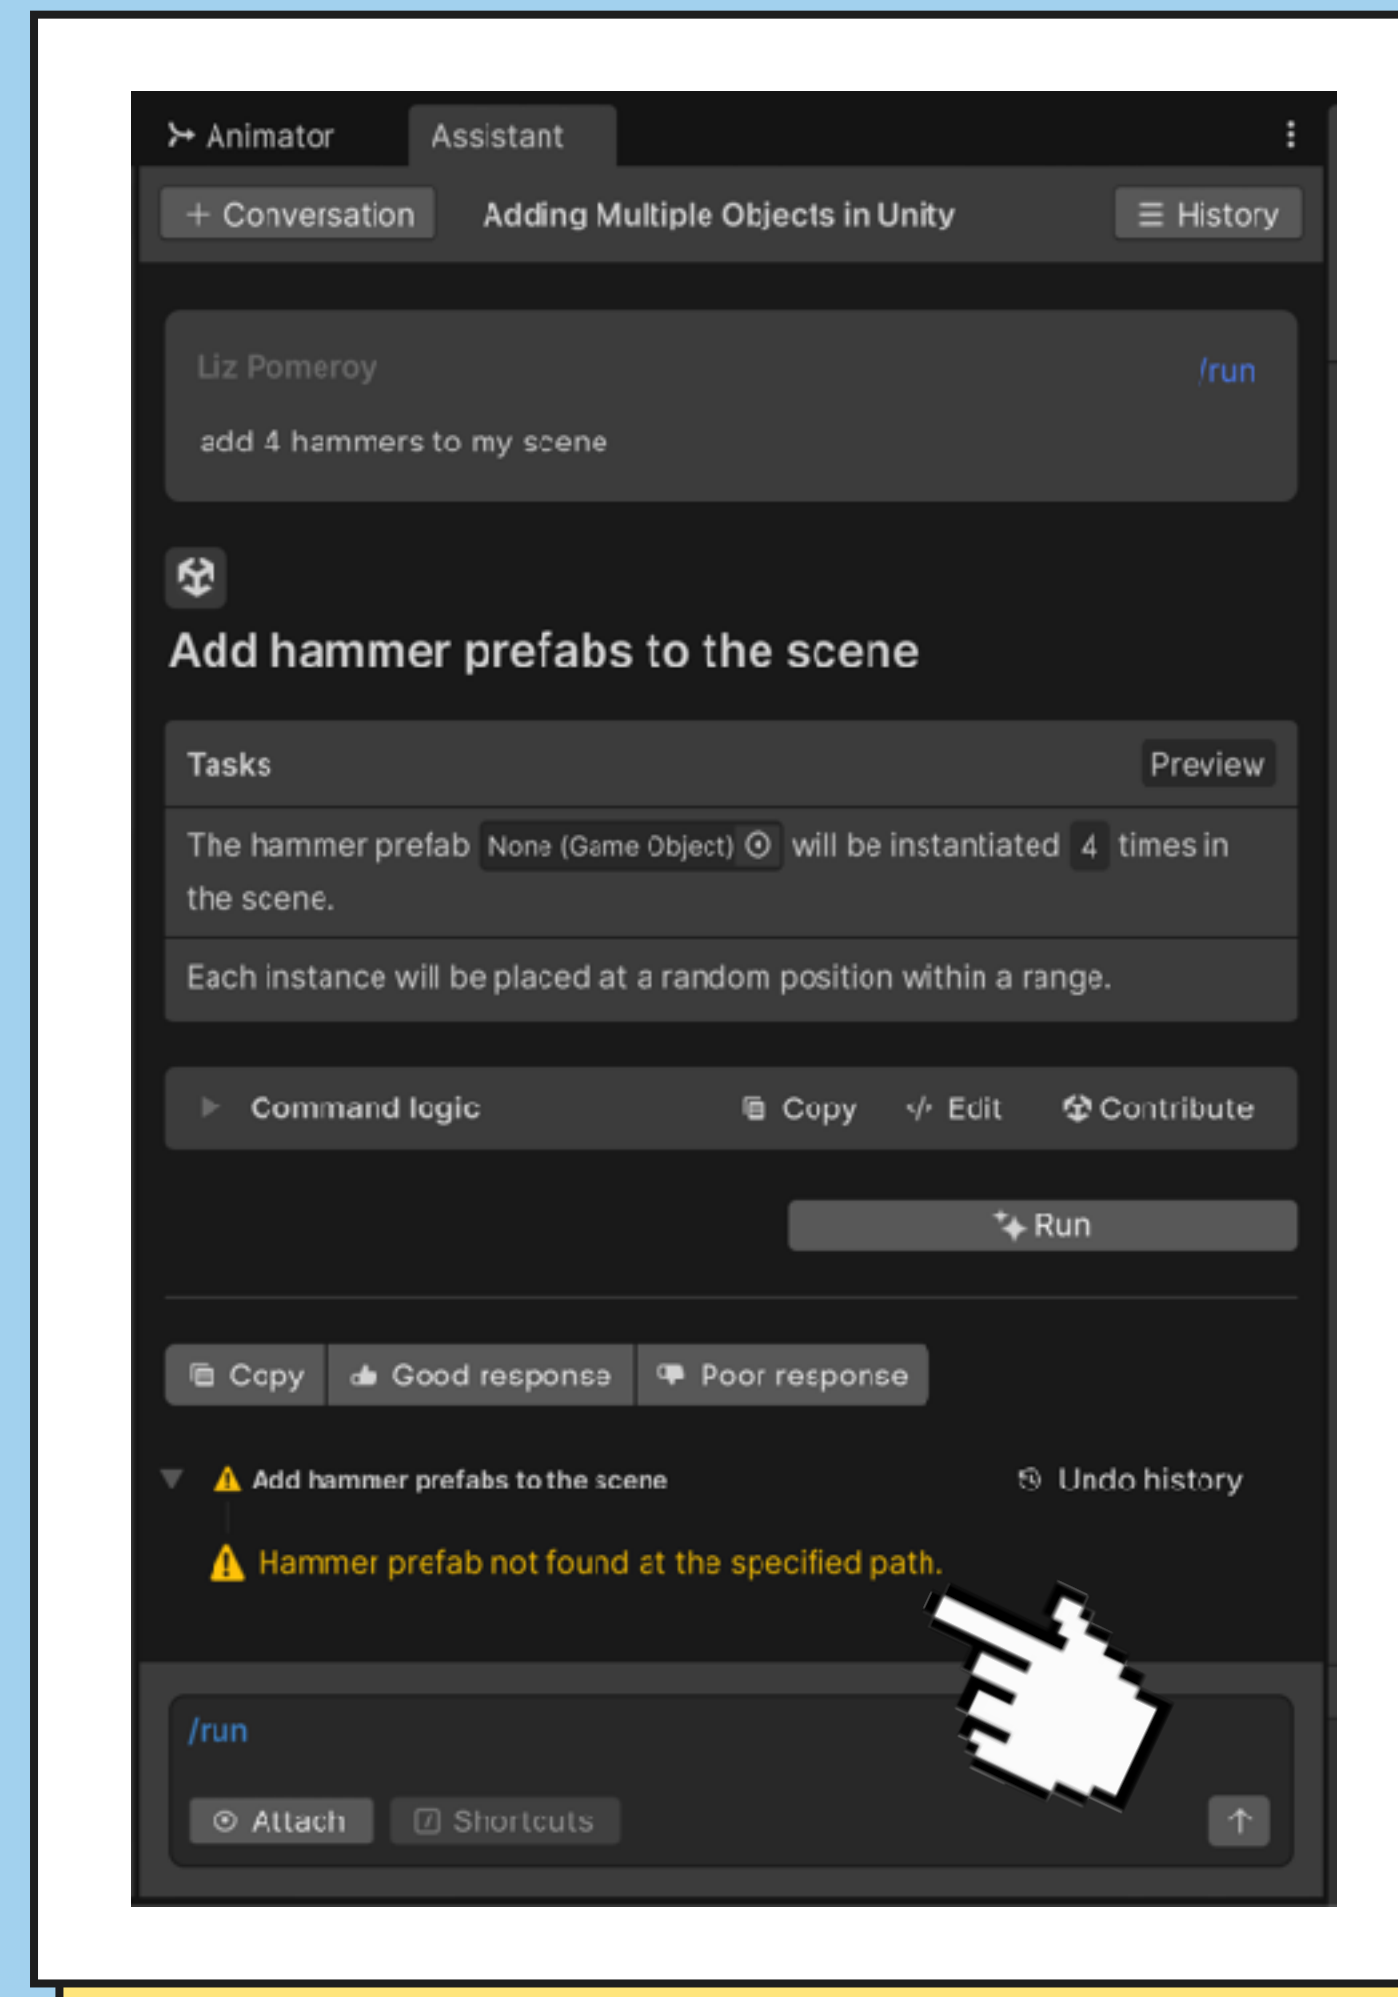 Animator Assistant
+ Conversation Adding Multiple Objects in Unity History
Liz Pomeroy /run
add 4 hammers to my scene
Add hammer prefabs to the scene
Tasks Preview
The hammer prefab None (Game Object) will be instantiated 4 times in
the scene.
Each instance will be placed at a random position within a range.
Command logic Copy </> Edit Contribute
Run
Copy Good response Poor response
Add hammer prefabs to the scene Undo history
Hammer prefab not found at the specified path.
/run
Attach Shortcuts